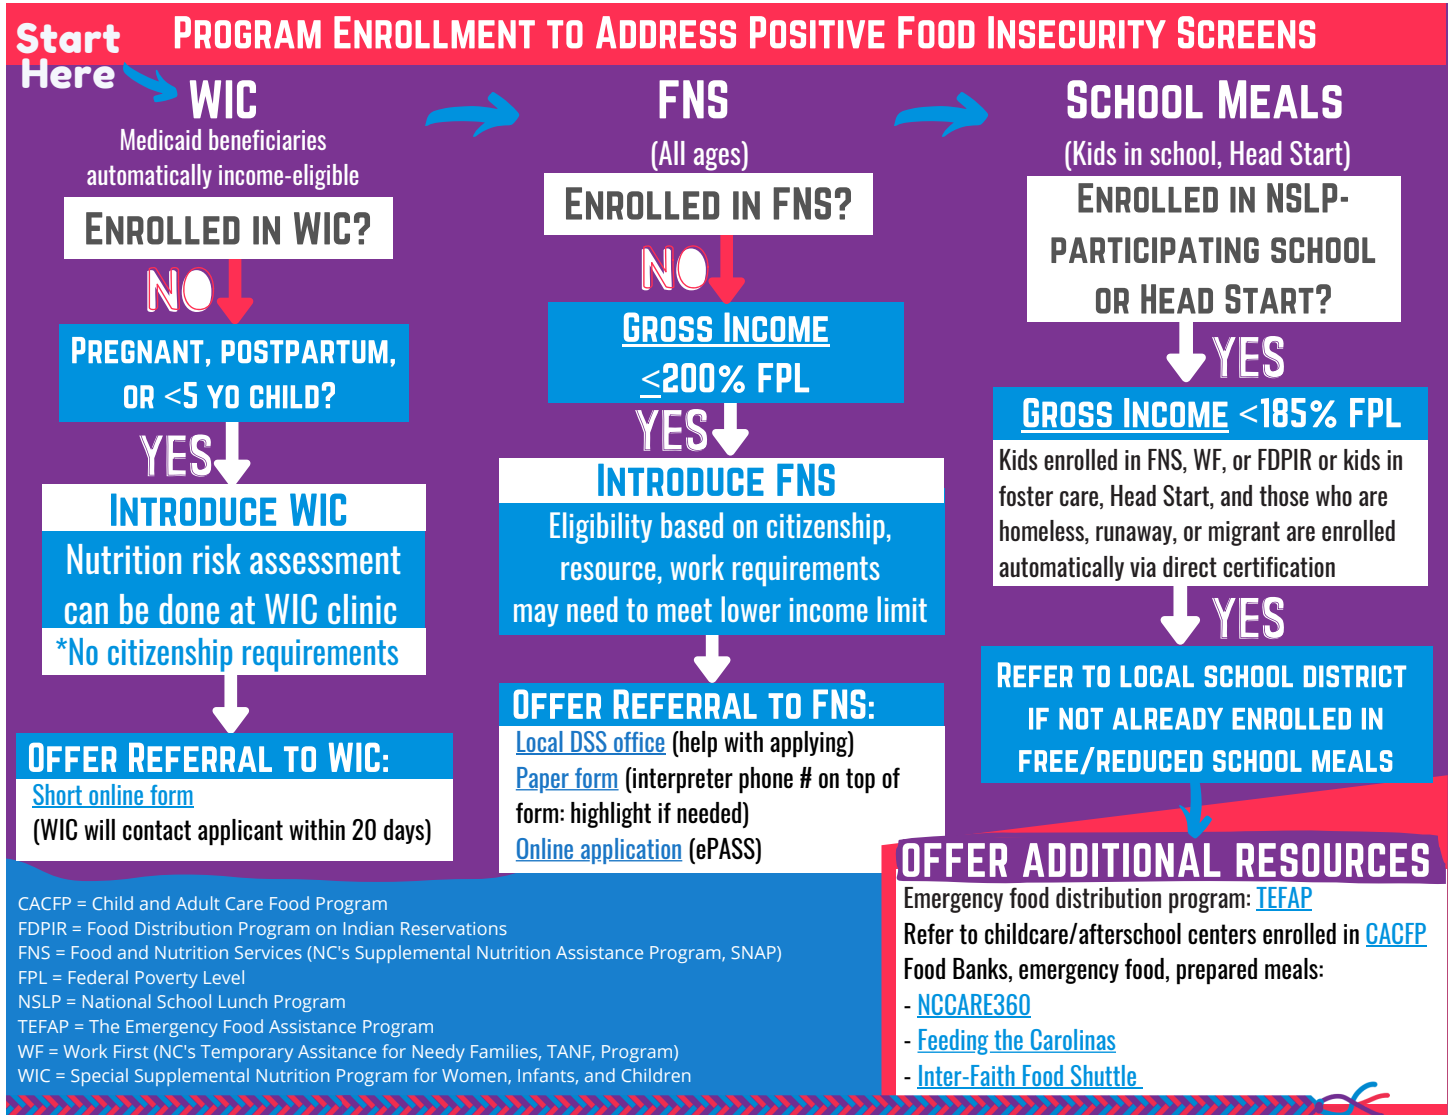 Start
Here
PROGRAM ENROLLMENT TO ADDRESS POSITIVE FOOD INSECURITY SCREENS
WIC
Medicaid beneficiaries
automatically income-eligible
ENROLLED IN WIC?
NO
PREGNANT, POSTPARTUM,
OR <5 YO CHILD?
YES
INTRODUCE WIC
Nutrition risk assessment
can be done at WIC clinic
*No citizenship requirements
OFFER REFERRAL TO WIC:
Short online form
(WIC will contact applicant within 20 days)
FNS
(All ages)
ENROLLED IN FNS?
NO
GROSS INCOME
≤200% FPL
YES
INTRODUCE FNS
Eligibility based on citizenship,
resource, work requirements
may need to meet lower income limit
OFFER REFERRAL TO FNS:
Local DSS office (help with applying)
Paper form (interpreter phone # on top of
form: highlight if needed)
Online application (ePASS)
SCHOOL MEALS
(Kids in school, Head Start)
ENROLLED IN NSLP-
PARTICIPATING SCHOOL
OR HEAD START?
YES
GROSS INCOME <185% FPL
Kids enrolled in FNS, WF, or FDPIR or kids in
foster care, Head Start, and those who are
homeless, runaway, or migrant are enrolled
automatically via direct certification
YES
REFER TO LOCAL SCHOOL DISTRICT
IF NOT ALREADY ENROLLED IN
FREE/REDUCED SCHOOL MEALS
OFFER ADDITIONAL RESOURCES
Emergency food distribution program: TEFAP
Refer to childcare/afterschool centers enrolled in CACFP
Food Banks, emergency food, prepared meals:
- NCCARE360
- Feeding the Carolinas
- Inter-Faith Food Shuttle
CACFP = Child and Adult Care Food Program
FDPIR = Food Distribution Program on Indian Reservations
FNS = Food and Nutrition Services (NC's Supplemental Nutrition Assistance Program, SNAP)
FPL = Federal Poverty Level
NSLP = National School Lunch Program
TEFAP = The Emergency Food Assistance Program
WF = Work First (NC's Temporary Assitance for Needy Families, TANF, Program)
WIC = Special Supplemental Nutrition Program for Women, Infants, and Children